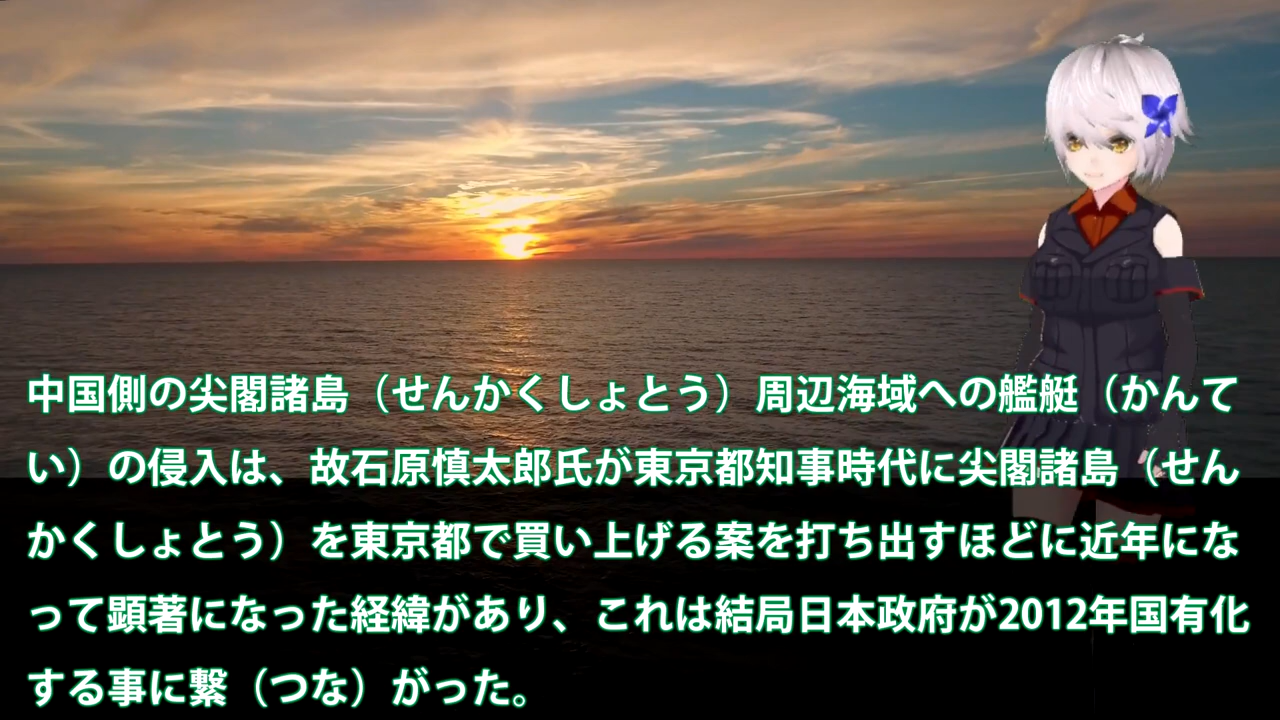 中国側の尖閣諸島（せんかくしょとう）周辺海域への艦艇（かんて
い）の侵入は、故石原慎太郎氏が東京都知事時代に尖閣諸島（せん
かくしょとう）を東京都で買い上げる案を打ち出すほどに近年にな
って顕著になった経緯があり、これは結局日本政府が2012年国有化
する事に繋（つな）がった。